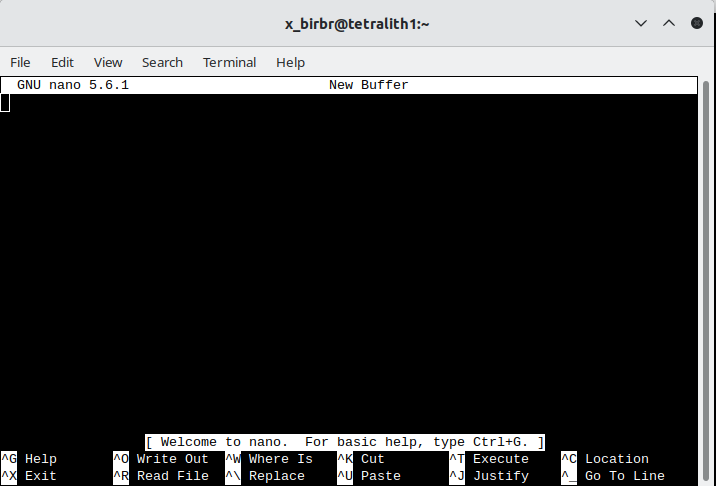 x_birbr@tetralith1:~
File Edit View Search Terminal Help
GNU nano 5.6.1 New Buffer
[ Welcome to nano.  For basic help, type Ctrl+G. ]
^G Help ^O Write Out ^W Where Is ^K Cut ^T Execute ^C Location
^X Exit ^R Read File ^\ Replace ^U Paste ^J Justify ^_ Go To Line